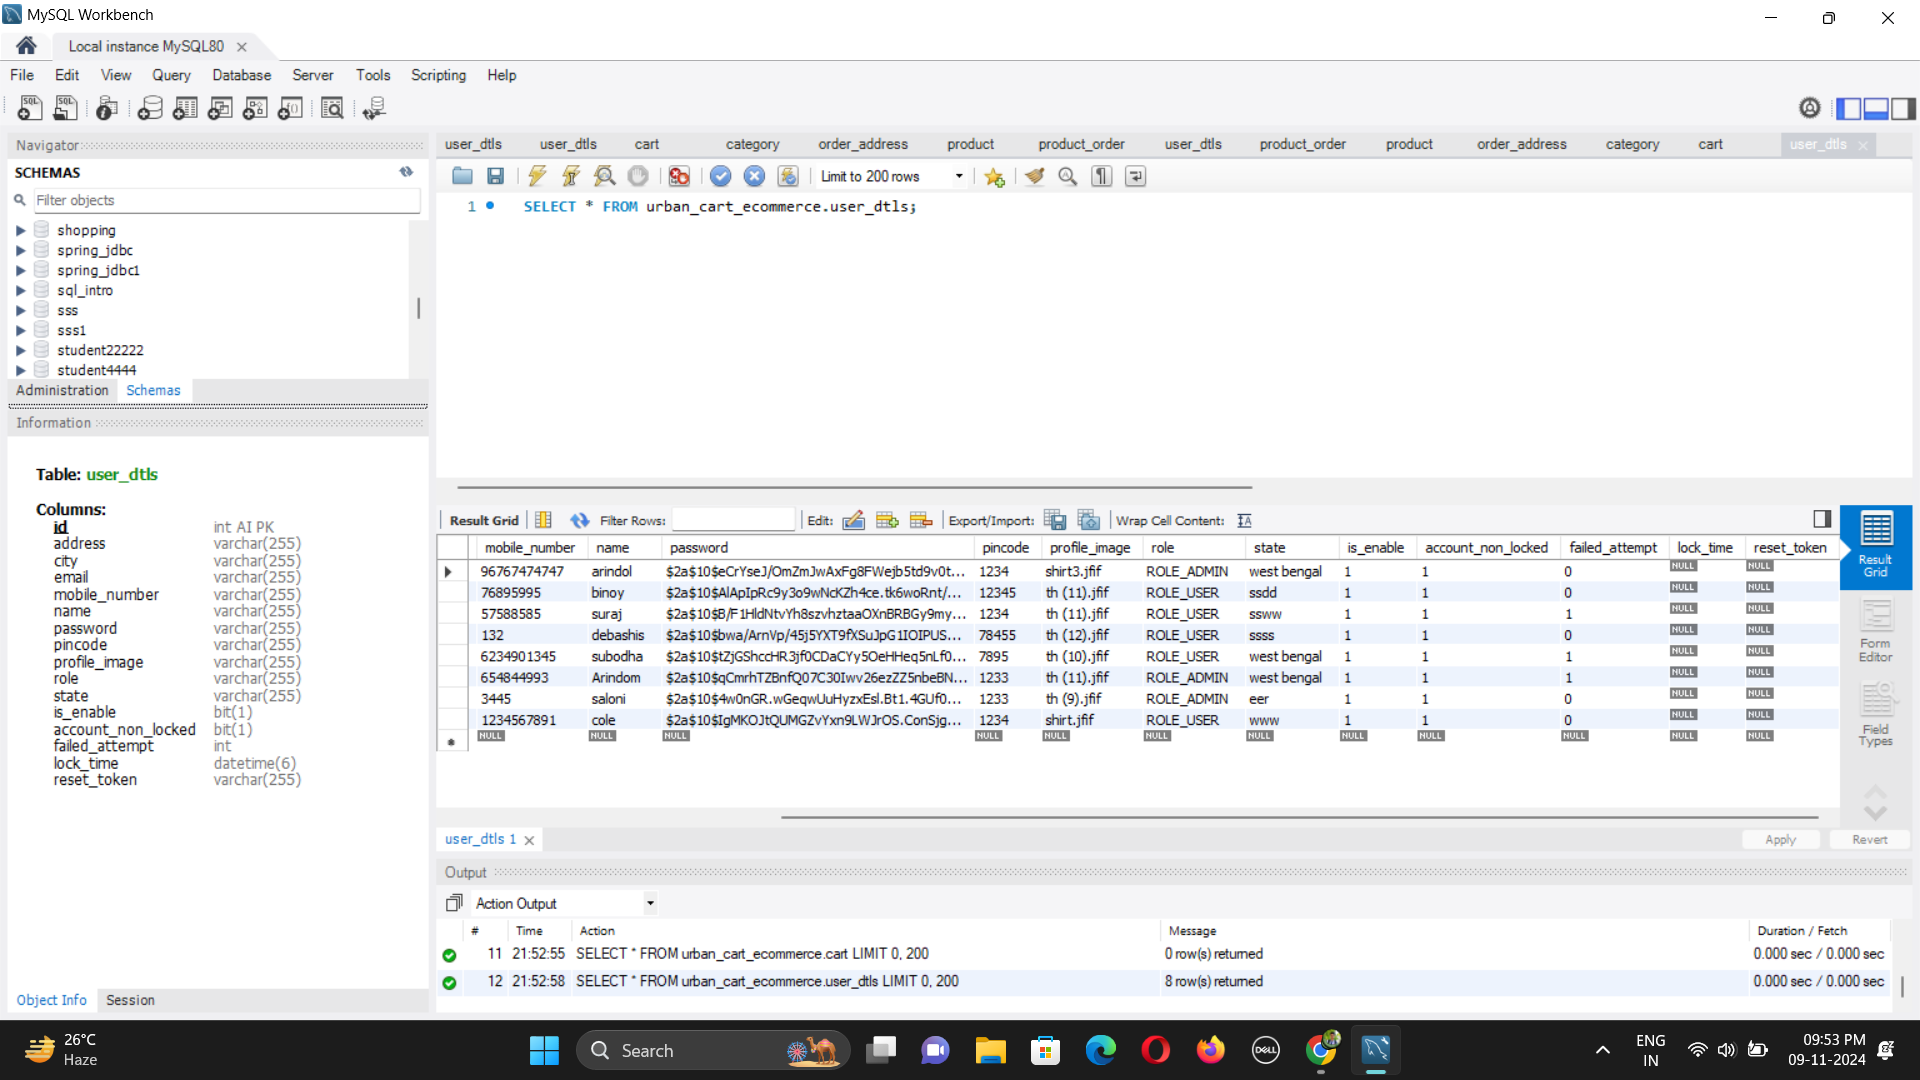 MySQL Workbench
Local instance MySQL80
File Edit View Query Database Server Tools Scripting Help
Navigator
SCHEMAS
Filter objects
shopping
spring_jdbc
spring_jdbc1
sql_intro
sss
sss1
student22222
student4444
Administration Schemas
Information
Table: user_dtls
Columns:
id int AI PK
address varchar(255)
city varchar(255)
email varchar(255)
mobile_number varchar(255)
name varchar(255)
password varchar(255)
pincode varchar(255)
profile_image varchar(255)
role varchar(255)
state varchar(255)
is_enable bit(1)
account_non_locked bit(1)
failed_attempt int
lock_time datetime(6)
reset_token varchar(255)
Object Info Session
user_dtls user_dtls cart category order_address product product_order user_dtls product_order product order_address category cart user_dtls
Limit to 200 rows
1 SELECT * FROM urban_cart_ecommerce.user_dtls;
Result Grid Filter Rows: Edit: Export/Import: Wrap Cell Content:
mobile_number name password pincode profile_image role state is_enable account_non_locked failed_attempt lock_time reset_token
96767474747 arindol $2a$10$eCrYseJ/OmZmJwAxFg8FWejb5td9v0t... 1234 shirt3.jfif ROLE_ADMIN west bengal 1 1 0 NULL NULL
76895995 binoy $2a$10$AlApIpRc9y3o9wNcKZh4ce.tk6woRnt/... 12345 th (11).jfif ROLE_USER ssdd 1 1 0 NULL NULL
57588585 suraj $2a$10$B/F1HldNtvYh8szvhztaaOXnBRBGy9my... 1234 th (11).jfif ROLE_USER ssww 1 1 1 NULL NULL
132 debashis $2a$10$bwa/ArnVp/45j5YXT9fXSuJpG1IOIPUS... 78455 th (12).jfif ROLE_USER ssss 1 1 0 NULL NULL
6234901345 subodha $2a$10$tZjGShccHR3jf0CDaCYy5OeHHeq5nLf0... 7895 th (10).jfif ROLE_USER west bengal 1 1 1 NULL NULL
654844993 Arindom $2a$10$qCmrhTZBnfQ07C30Iwv26ezZZ5nbeBN... 1233 th (11).jfif ROLE_ADMIN west bengal 1 1 1 NULL NULL
3445 saloni $2a$10$4w0nGR.wGeqwUuHyzxEsl.Bt1.4GUf0... 1233 th (9).jfif ROLE_ADMIN eer 1 1 0 NULL NULL
1234567891 cole $2a$10$IgMKOJtQUMGZvYxn9LWJrOS.ConSjg... 1234 shirt.jfif ROLE_USER www 1 1 0 NULL NULL
NULL NULL NULL NULL NULL NULL NULL NULL NULL NULL NULL NULL
Result Grid
Form Editor
Field Types
user_dtls 1
Apply Revert
Output
Action Output
# Time Action Message Duration / Fetch
11 21:52:55 SELECT * FROM urban_cart_ecommerce.cart LIMIT 0, 200 0 row(s) returned 0.000 sec / 0.000 sec
12 21:52:58 SELECT * FROM urban_cart_ecommerce.user_dtls LIMIT 0, 200 8 row(s) returned 0.000 sec / 0.000 sec
26°C
Haze
Search
DELL
ENG
IN
09:53 PM
09-11-2024